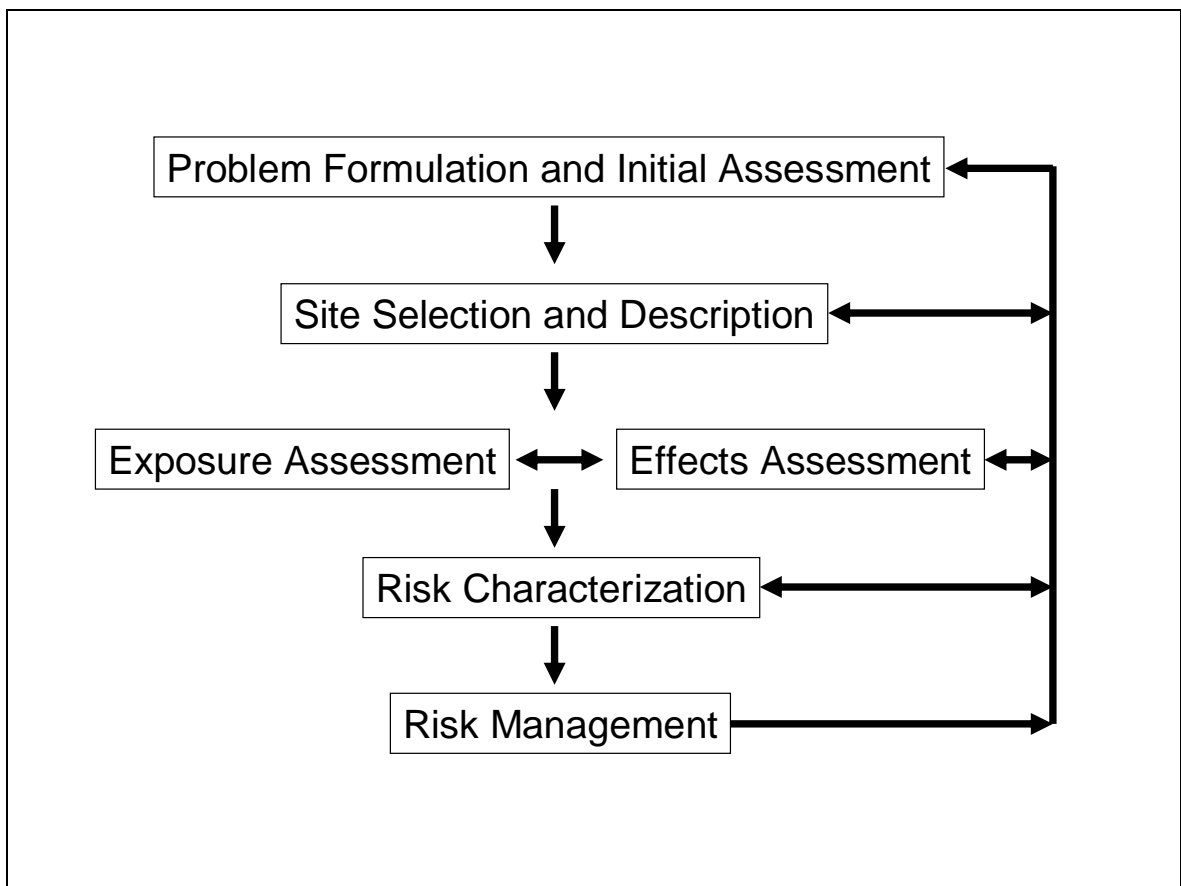 Problem Formulation and Initial Assessment
Site Selection and Description
Exposure Assessment
Effects Assessment
Risk Characterization
Risk Management